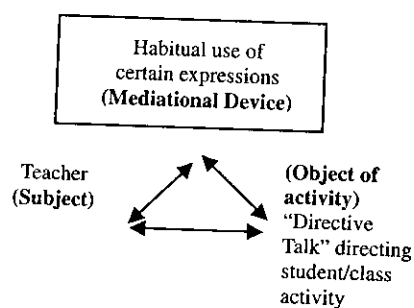 Habitual use of
certain expressions
(Mediational Device)
Teacher
(Subject)
(Object of
activity)
“Directive
Talk” directing
student/class
activity